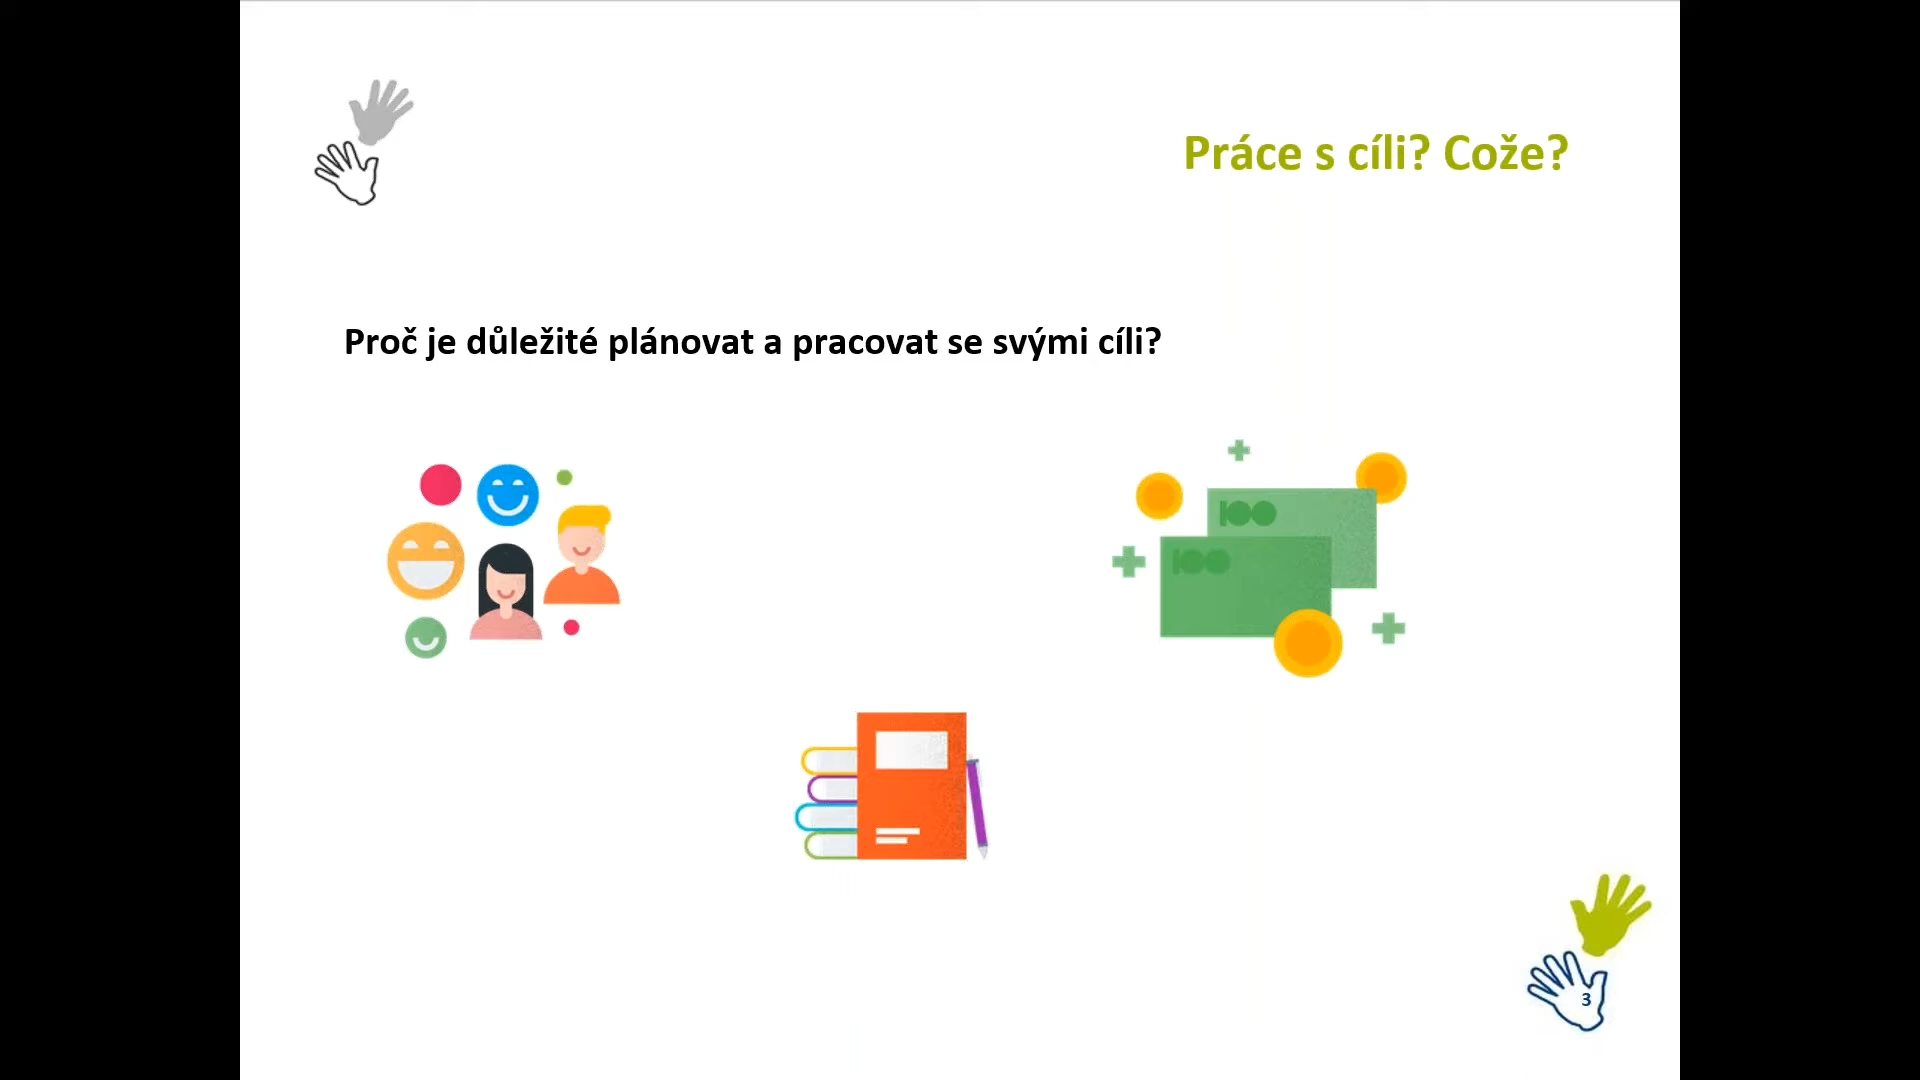 Práce s cíli? Cože?
Proč je důležité plánovat a pracovat se svými cíli?
100
100
3